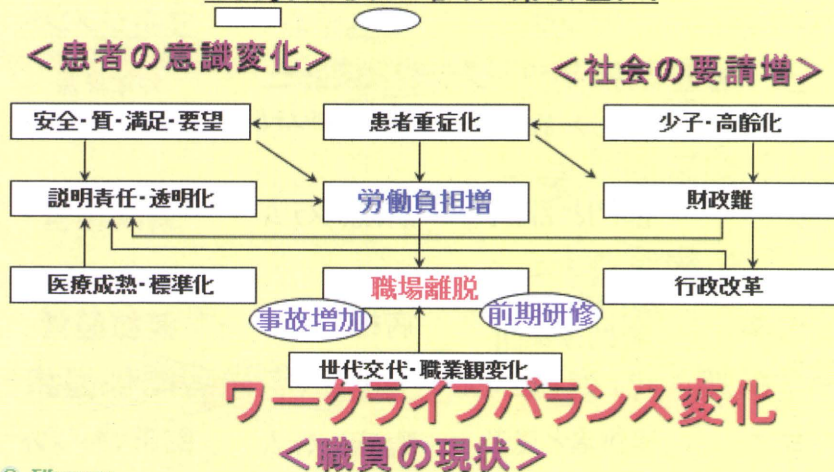 ＜患者の意識変化＞
＜社会の要請増＞
安全・質・満足・要望
患者重症化
少子・高齢化
説明責任・透明化
労働負担増
財政難
医療成熟・標準化
職場離脱
行政改革
事故増加
前期研修
世代交代・職業観変化
ワークライフバランス変化
＜職員の現状＞